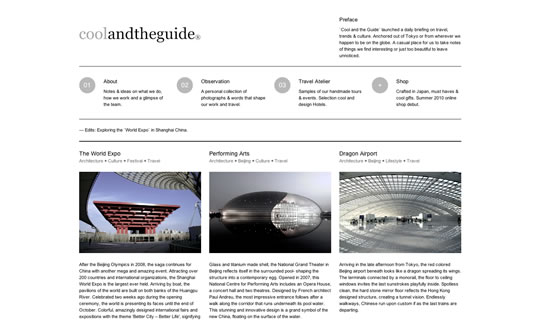 coolandtheguide®
Preface
'Cool and the Guide' launched a daily briefing on travel,
trends & culture. Anchored out of Tokyo or from wherever we
happen to be on the globe. A casual place for us to take notes
of things we find interesting or just too beautiful to leave
unnoticed.
01
About
Notes & ideas on what we do,
how we work and a glimpse of
the team.
02
Observation
A personal collection of
photographs & words that shape
our work and travel.
03
Travel Atelier
Samples of our handmade tours
& events. Selection cool and
design Hotels.
+
Shop
Crafted in Japan, must haves &
cool gifts. Summer 2010 online
shop debut.
— Edits: Exploring the 'World Expo' in Shanghai China
The World Expo
Architecture • Culture • Festival • Travel
After the Beijing Olympics in 2008, the saga continues for
China with another mega and amazing event. Attracting over
200 countries and international organizations, the Shanghai
World Expo is the largest ever held. Arriving by boat, the
pavilions of the world are built on both banks of the Huangpu
River. Celebrated two weeks ago during the opening
ceremony, the world is presenting its faces until the end of
October. Colorful, amazingly designed international fairs and
expositions with the theme 'Better City – Better Life', signifying
Performing Arts
Architecture • Beijing • Culture • Travel
Glass and titanium made shell, the National Grand Theater in
Beijing reflects itself in the surrounded pool- shaping the
structure into a contemporary egg. Opened in 2007, the
National Centre for Performing Arts includes an Opera House,
a concert hall and two theatres. Designed by French architect
Paul Andreu, the most impressive entrance follows after a
walk along the corridor that runs underneath its pool water.
This stunning and innovative design is a grand symbol of the
new China, floating on the surface of the water.
Dragon Airport
Architecture • Beijing • Lifestyle • Travel
Arriving in the late afternoon from Tokyo, the red colored
Beijing airport beneath looks like a dragon spreading its wings.
The terminals connected by a monorail, the floor to ceiling
windows invites the last sunstrokes playfully inside. Spotless
clean, the hard stone mirror floor reflects the Hong Kong
designed structure, creating a tunnel vision. Endlessly
walkways, Chinese run upon custom if as the last trains are
departing.